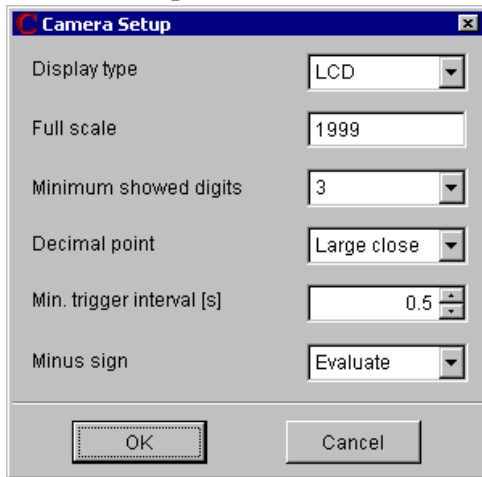 Camera Setup
Display type LCD
Full scale 1999
Minimum showed digits 3
Decimal point Large close
Min. trigger interval [s] 0.5
Minus sign Evaluate
OK Cancel